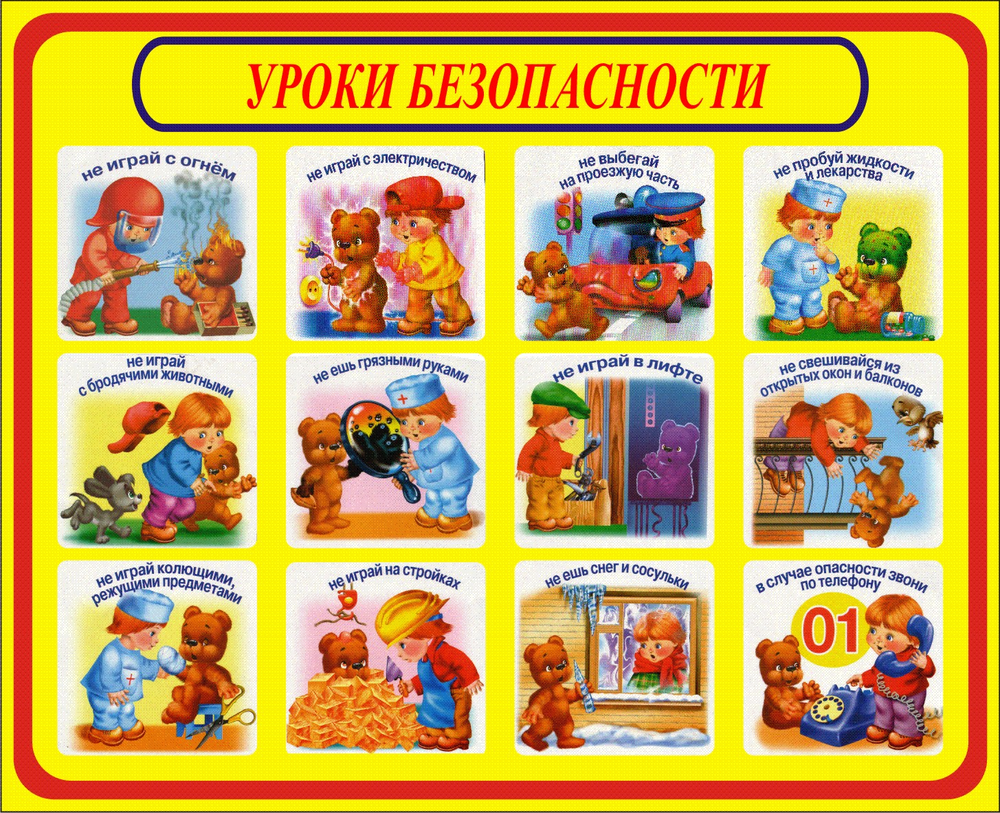 УРОКИ БЕЗОПАСНОСТИ
не играй с огнём
не играй с электричеством
не выбегай
на проезжую часть
не пробуй жидкости
и лекарства
не играй
с бродячими животными
не ешь грязными руками
не играй в лифте
не свешивайся из
открытых окон и балконов
не играй колющими,
режущими предметами
не играй на стройках
не ешь снег и сосульки
в случае опасности звони
по телефону
01